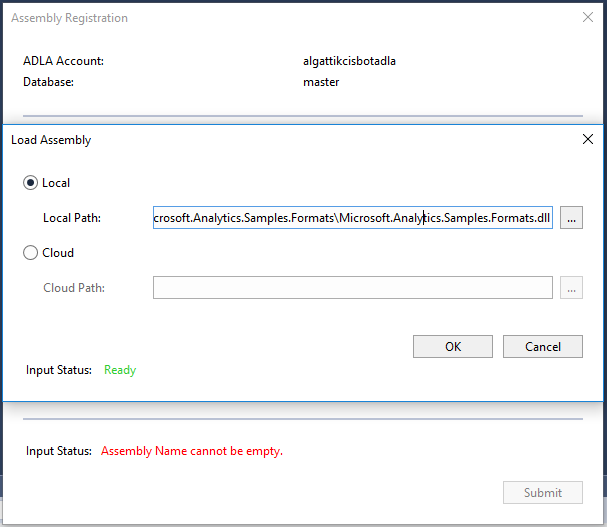 Assembly Registration
ADLA Account: algattikcisbotadla
Database: master
Load Assembly
Local
Local Path: crosoft.Analytics.Samples.Formats\Microsoft.Analytics.Samples.Formats.dll ...
Cloud
Cloud Path: ...
OK Cancel
Input Status: Ready
Input Status: Assembly Name cannot be empty.
Submit